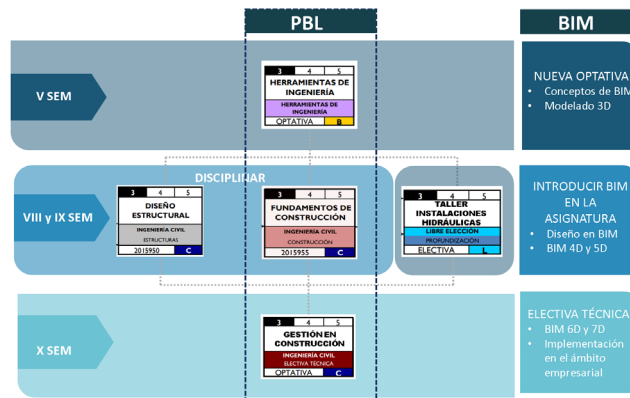 PBL
BIM
V SEM
3 4 5
HERRAMIENTAS DE
INGENIERÍA
HERRAMIENTAS DE
INGENIERÍA
OPTATIVA B
NUEVA OPTATIVA
• Conceptos de BIM
• Modelado 3D
DISCIPLINAR
VIII y IX SEM
3 4 5
DISEÑO
ESTRUCTURAL
INGENIERÍA CIVIL
ESTRUCTURAS
2015950 C
3 4 5
FUNDAMENTOS DE
CONSTRUCCIÓN
INGENIERÍA CIVIL
CONSTRUCCIÓN
2015955 C
3 4 5
TALLER
INSTALACIONES
HIDRÁULICAS
LIBRE ELECCIÓN
PROFUNDIZACIÓN
ELECTIVA L
INTRODUCIR BIM
EN LA
ASIGNATURA
• Diseño en BIM
• BIM 4D y 5D
X SEM
3 4 5
GESTIÓN EN
CONSTRUCCIÓN
INGENIERÍA CIVIL
ELECTIVA TÉCNICA
OPTATIVA C
ELECTIVA TÉCNICA
• BIM 6D y 7D
• Implementación
en el ámbito
empresarial